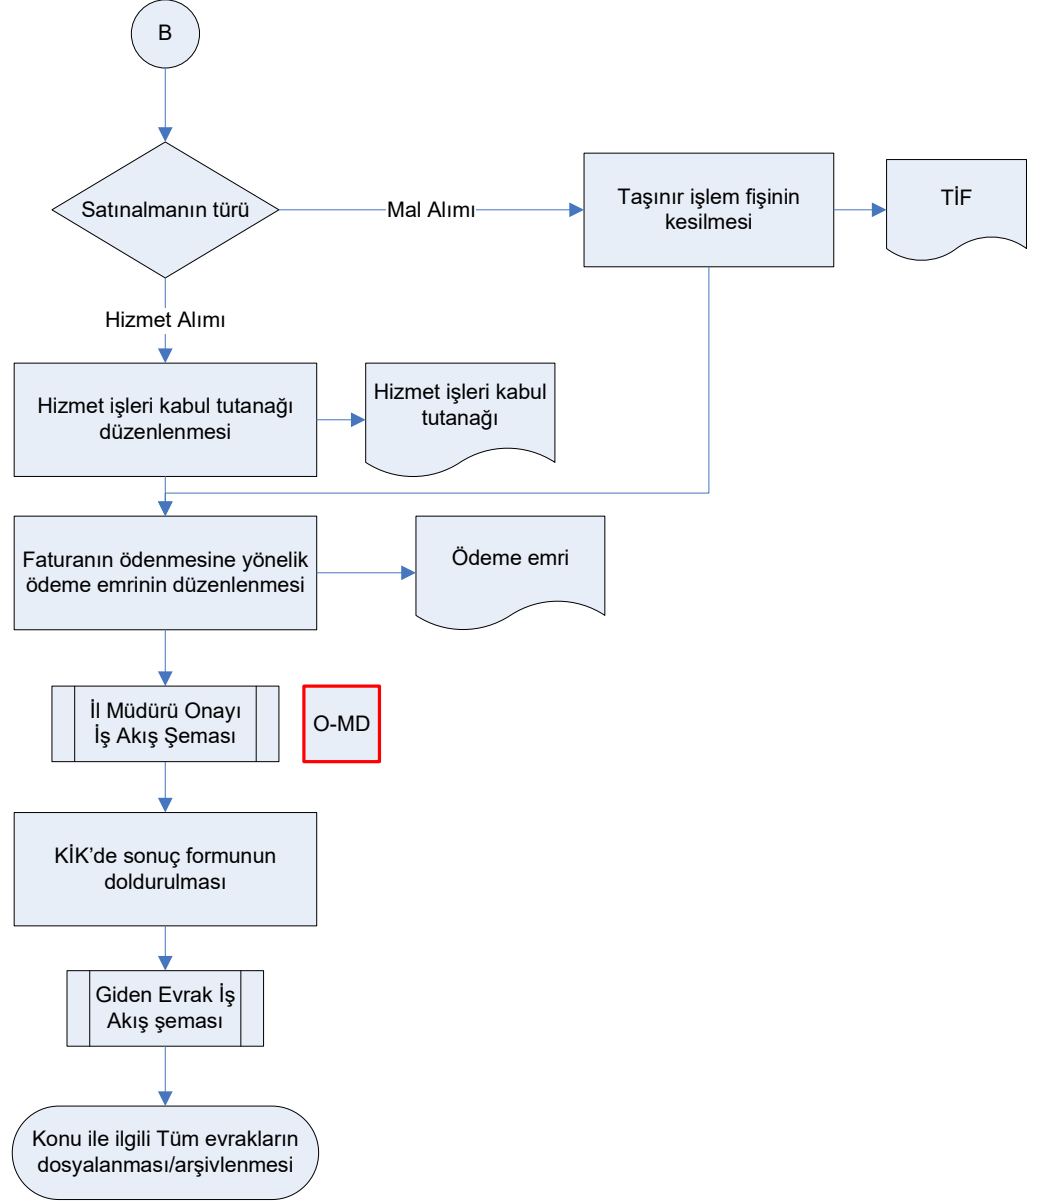 B
Satınalmanın türü
Mal Alımı
Taşınır işlem fişinin
kesilmesi
TİF
Hizmet Alımı
Hizmet işleri kabul tutanağı
düzenlenmesi
Hizmet işleri kabul
tutanağı
Faturanın ödenmesine yönelik
ödeme emrinin düzenlenmesi
Ödeme emri
İl Müdürü Onayı
İş Akış Şeması
O-MD
KİK’de sonuç formunun
doldurulması
Giden Evrak İş
Akış şeması
Konu ile ilgili Tüm evrakların
dosyalanması/arşivlenmesi